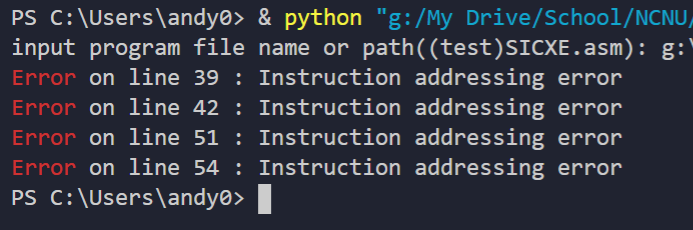 PS C:\Users\andy0> & python "g:/My Drive/School/NCNU/
input program file name or path((test)SICXE.asm): g:\
Error on line 39 : Instruction addressing error
Error on line 42 : Instruction addressing error
Error on line 51 : Instruction addressing error
Error on line 54 : Instruction addressing error
PS C:\Users\andy0>